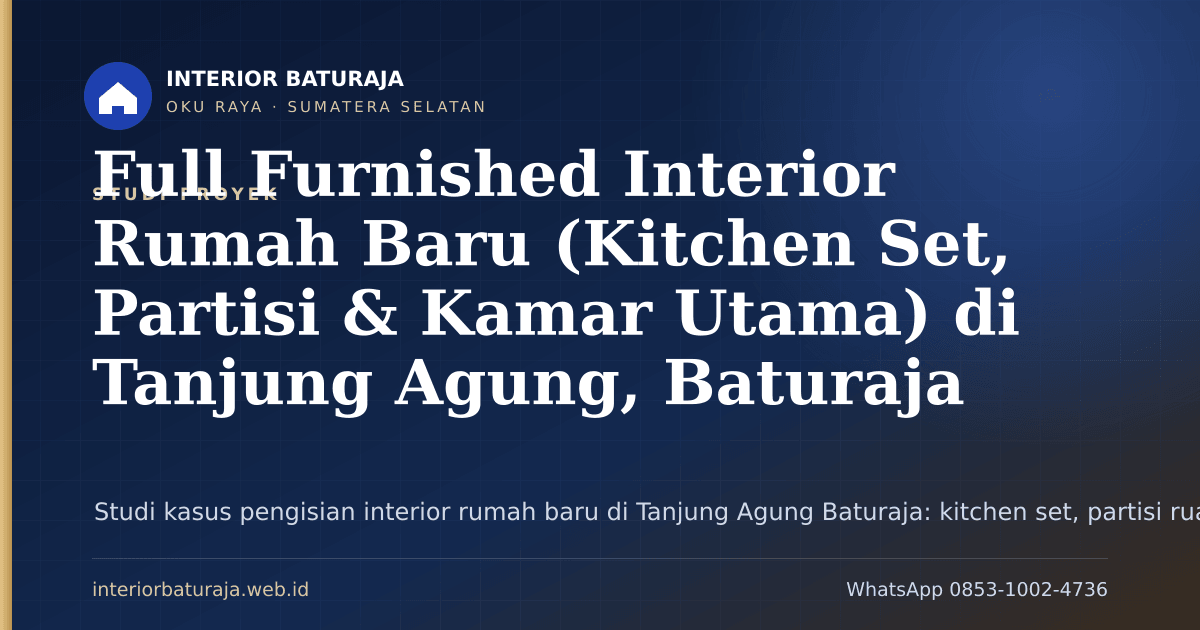 INTERIOR BATURAJA
OKU RAYA · SUMATERA SELATAN
STUDI PROYEK
Full Furnished Interior
Rumah Baru (Kitchen Set,
Partisi & Kamar Utama) di
Tanjung Agung, Baturaja
Studi kasus pengisian interior rumah baru di Tanjung Agung Baturaja: kitchen set, partisi
interiorbaturaja.web.id
WhatsApp 0853-1002-4736